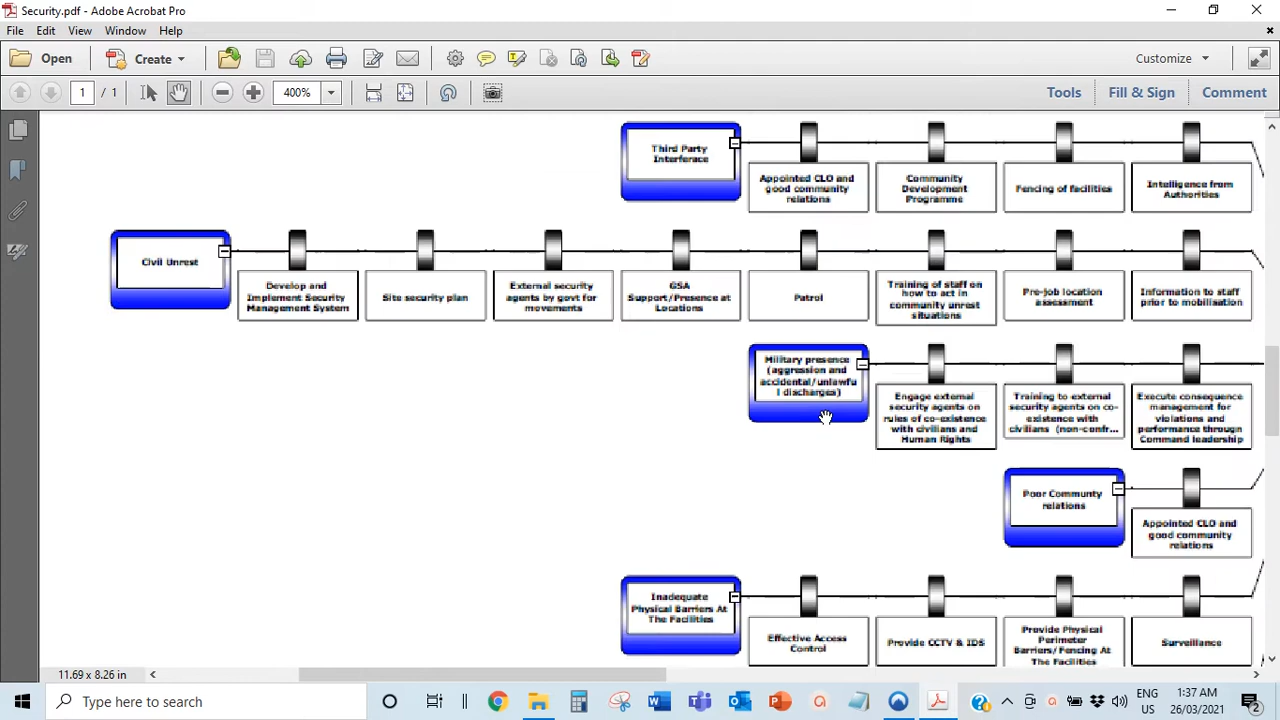 Security.pdf - Adobe Acrobat Pro
File Edit View Window Help
Open Create Customize
1 / 1 400% Tools Fill & Sign Comment
Third Party
Interferace
Appointed CLO and
good community
relations
Community
Development
Programme
Fencing of facilities
Intelligence from
Authorities
Civil Unrest
Develop and
Implement Security
Management System
Site security plan
External security
agents by govt for
movements
GSA
Support/Presence at
Locations
Patrol
Training of staff on
how to act in
community unrest
situations
Pre-job location
assessment
Information to staff
prior to mobilisation
Military presence
(aggression and
accidental/unlawfu
l discharges)
Engage external
security agents on
rules of co-existence
with civilians and
Human Rights
Training to external
security agents on co-
existence with
civilians (non-confr...
Execute consequence
management for
violations and
performance through
Command leadership
Poor Communty
relations
Appointed CLO and
good community
relations
Inadequate
Physical Barriers At
The Facilities
Effective Access
Control
Provide CCTV & IDS
Provide Physical
Perimeter
Barriers/Fencing At
The Facilities
Surveillance
11.69 x 8.26 in
Type here to search
ENG
UK
1:37 AM
26/03/2021
2